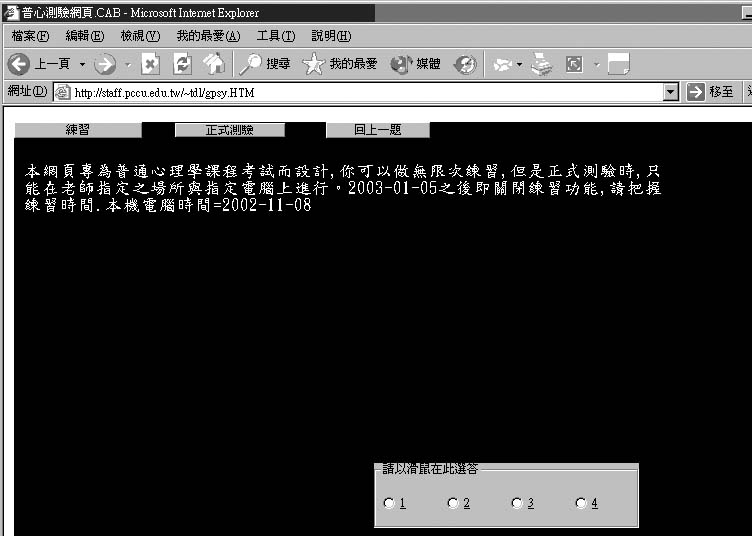 普心測驗網頁.CAB - Microsoft Internet Explorer
檔案(F) 編輯(E) 檢視(V) 我的最愛(A) 工具(T) 說明(H)
上一頁 搜尋 我的最愛 媒體
網址(D) http://staff.pccu.edu.tw/~tdl/gpsy.HTM 移至
練習 正式測驗 回上一題
本網頁專為普通心理學課程考試而設計,你可以做無限次練習,但是正式測驗時,只
能在老師指定之場所與指定電腦上進行。2003-01-05之後即關閉練習功能,請把握
練習時間.本機電腦時間=2002-11-08
請以滑鼠在此選答
1 2 3 4